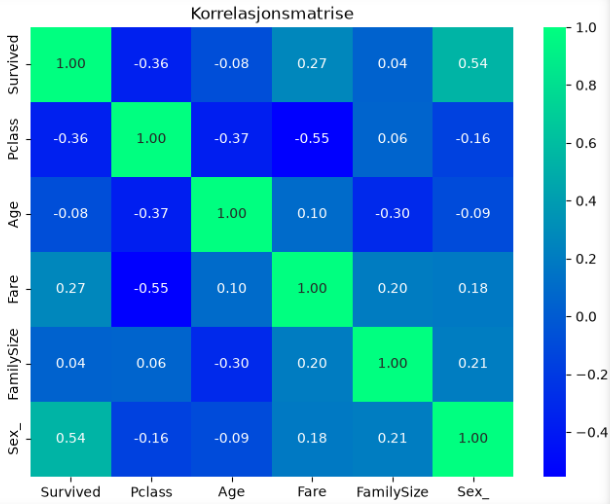 Korrelasjonsmatrise
Survived 1.00 -0.36 -0.08 0.27 0.04 0.54
Pclass -0.36 1.00 -0.37 -0.55 0.06 -0.16
Age -0.08 -0.37 1.00 0.10 -0.30 -0.09
Fare 0.27 -0.55 0.10 1.00 0.20 0.18
FamilySize 0.04 0.06 -0.30 0.20 1.00 0.21
Sex_ 0.54 -0.16 -0.09 0.18 0.21 1.00
Survived Pclass Age Fare FamilySize Sex_
1.0
0.8
0.6
0.4
0.2
0.0
−0.2
−0.4